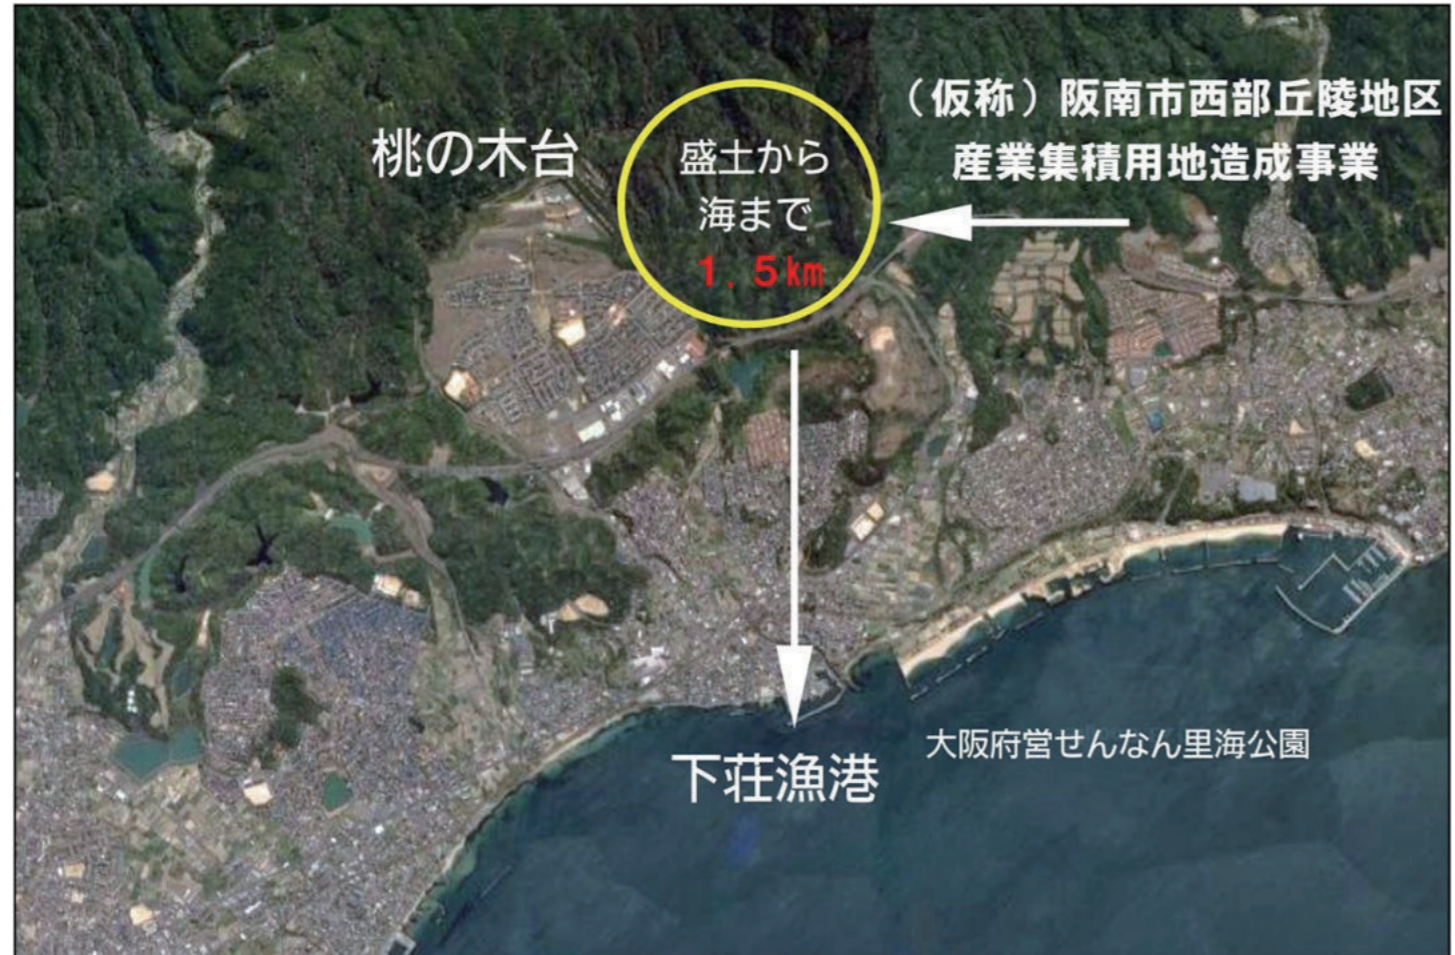 （仮称）阪南市西部丘陵地区
産業集積用地造成事業
桃の木台
盛土から
海まで
１．５㎞
下荘漁港
大阪府営せんなん里海公園